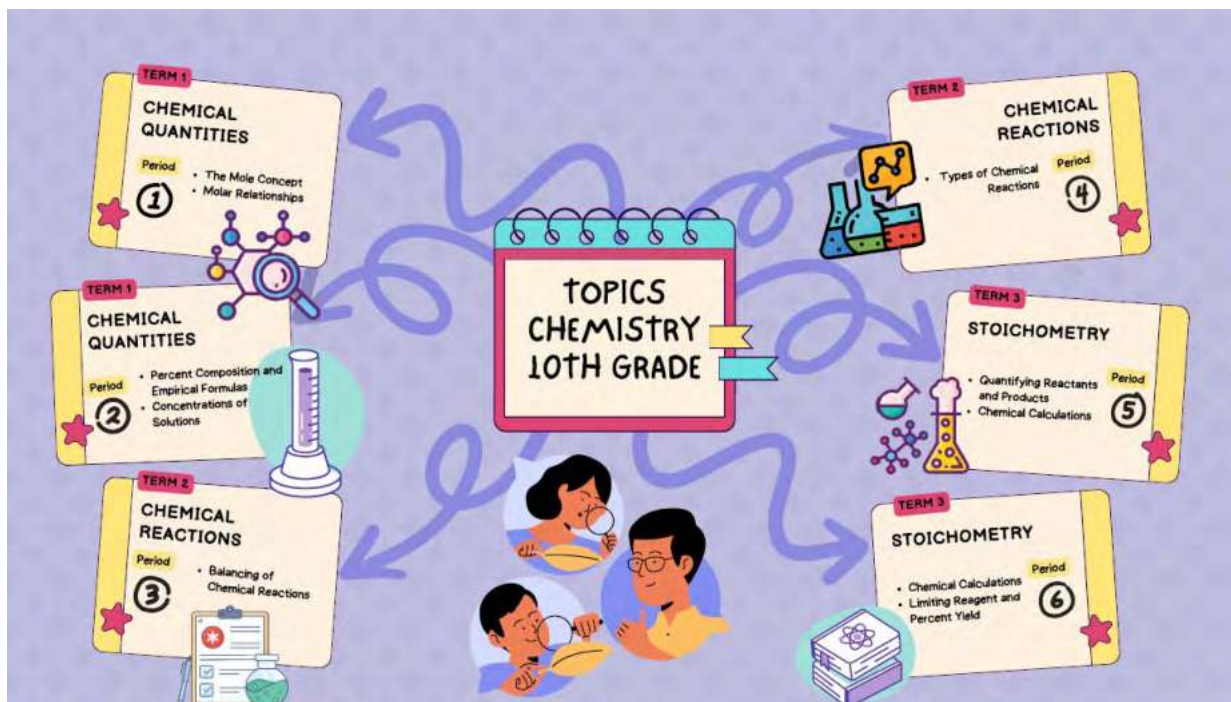 TERM 1
CHEMICAL
QUANTITIES
Period
1
• The Mole Concept
• Molar Relationships
TERM 1
CHEMICAL
QUANTITIES
Period
2
• Percent Composition and
Empirical Formulas
• Concentrations of
Solutions
TERM 2
CHEMICAL
REACTIONS
Period
3
• Balancing of
Chemical Reactions
TOPICS
CHEMISTRY
10TH GRADE
TERM 2
CHEMICAL
REACTIONS
• Types of Chemical
Reactions
Period
4
TERM 3
STOICHOMETRY
• Quantifying Reactants
and Products
• Chemical Calculations
Period
5
TERM 3
STOICHOMETRY
• Chemical Calculations
• Limiting Reagent and
Percent Yield
Period
6